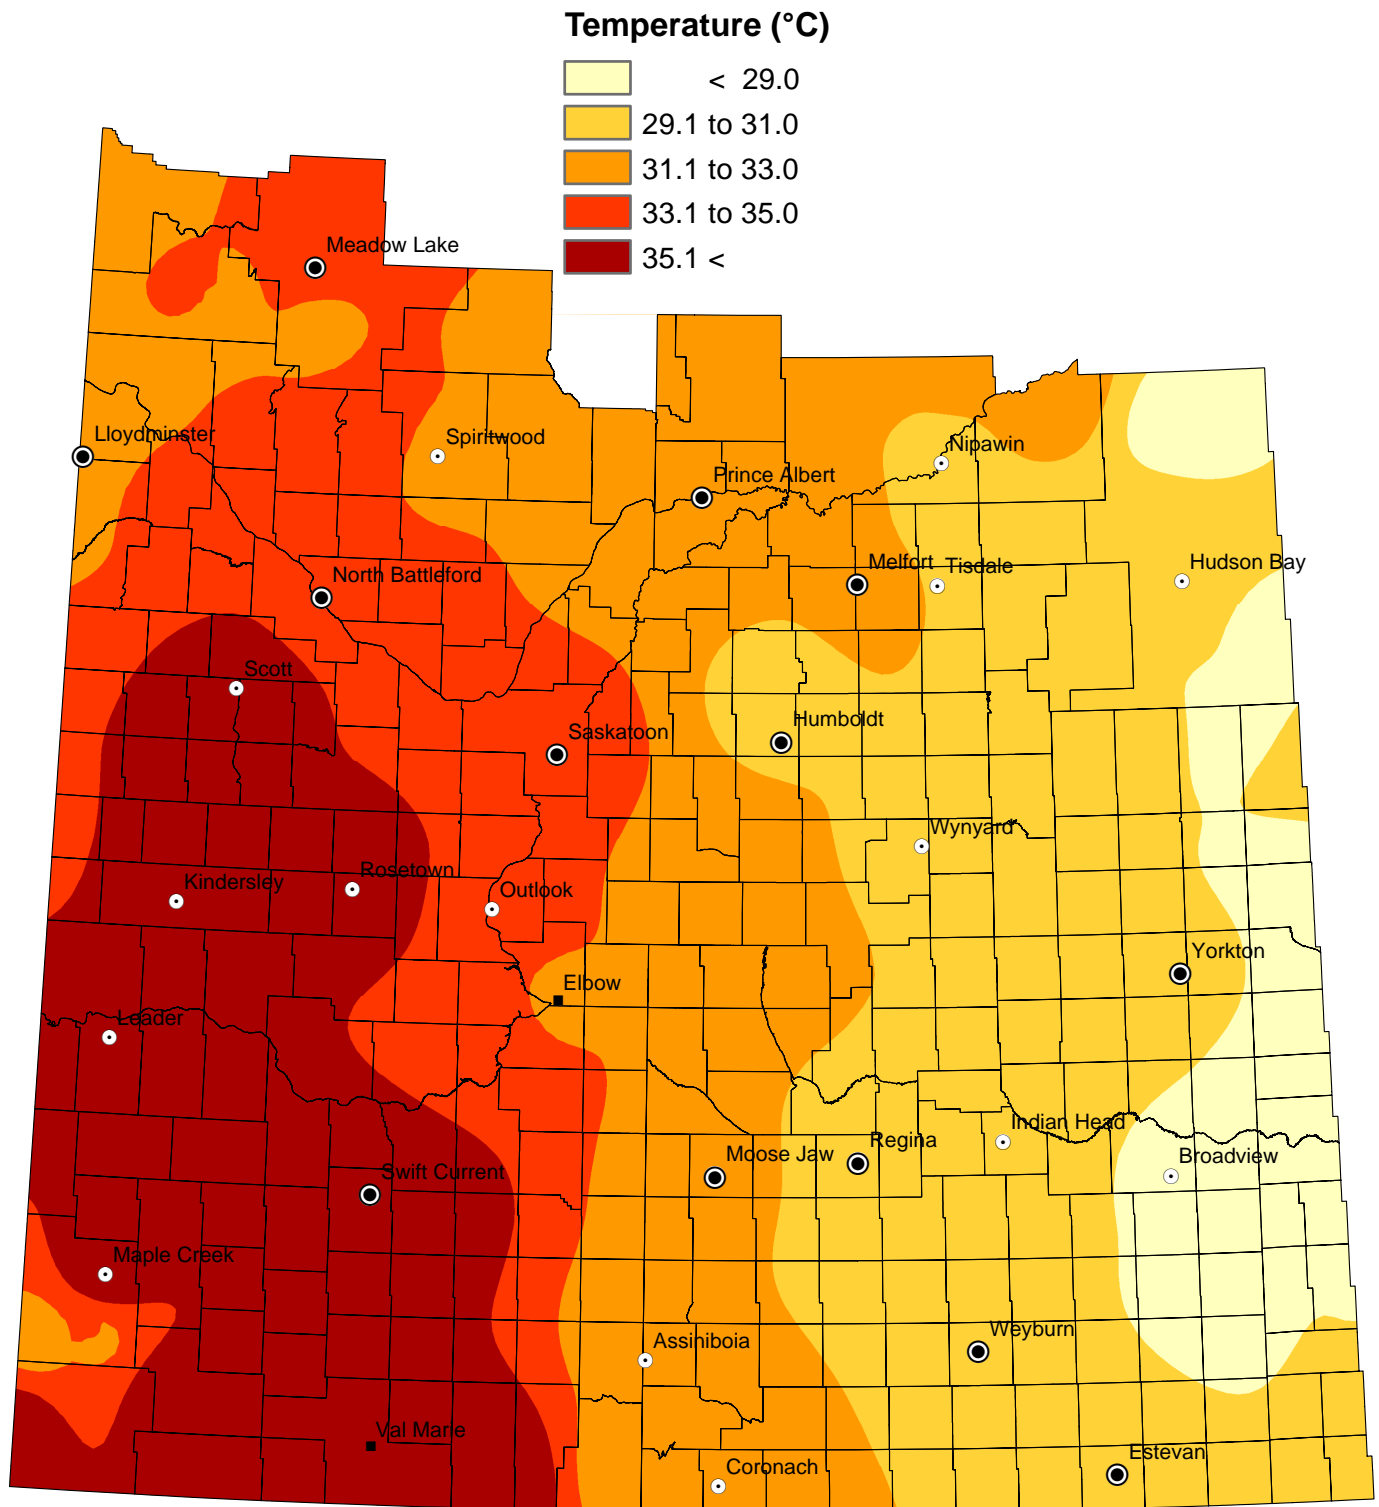 Temperature (°C)
< 29.0
29.1 to 31.0
31.1 to 33.0
33.1 to 35.0
35.1 <
Meadow Lake
Lloydminster
Spiritwood
Nipawin
Prince Albert
Melfort
Tisdale
Hudson Bay
North Battleford
Scott
Humboldt
Saskatoon
Wynyard
Rosetown
Kindersley
Outlook
Yorkton
Elbow
Leader
Indian Head
Regina
Moose Jaw
Broadview
Swift Current
Maple Creek
Weyburn
Assiniboia
Val Marie
Estevan
Coronach